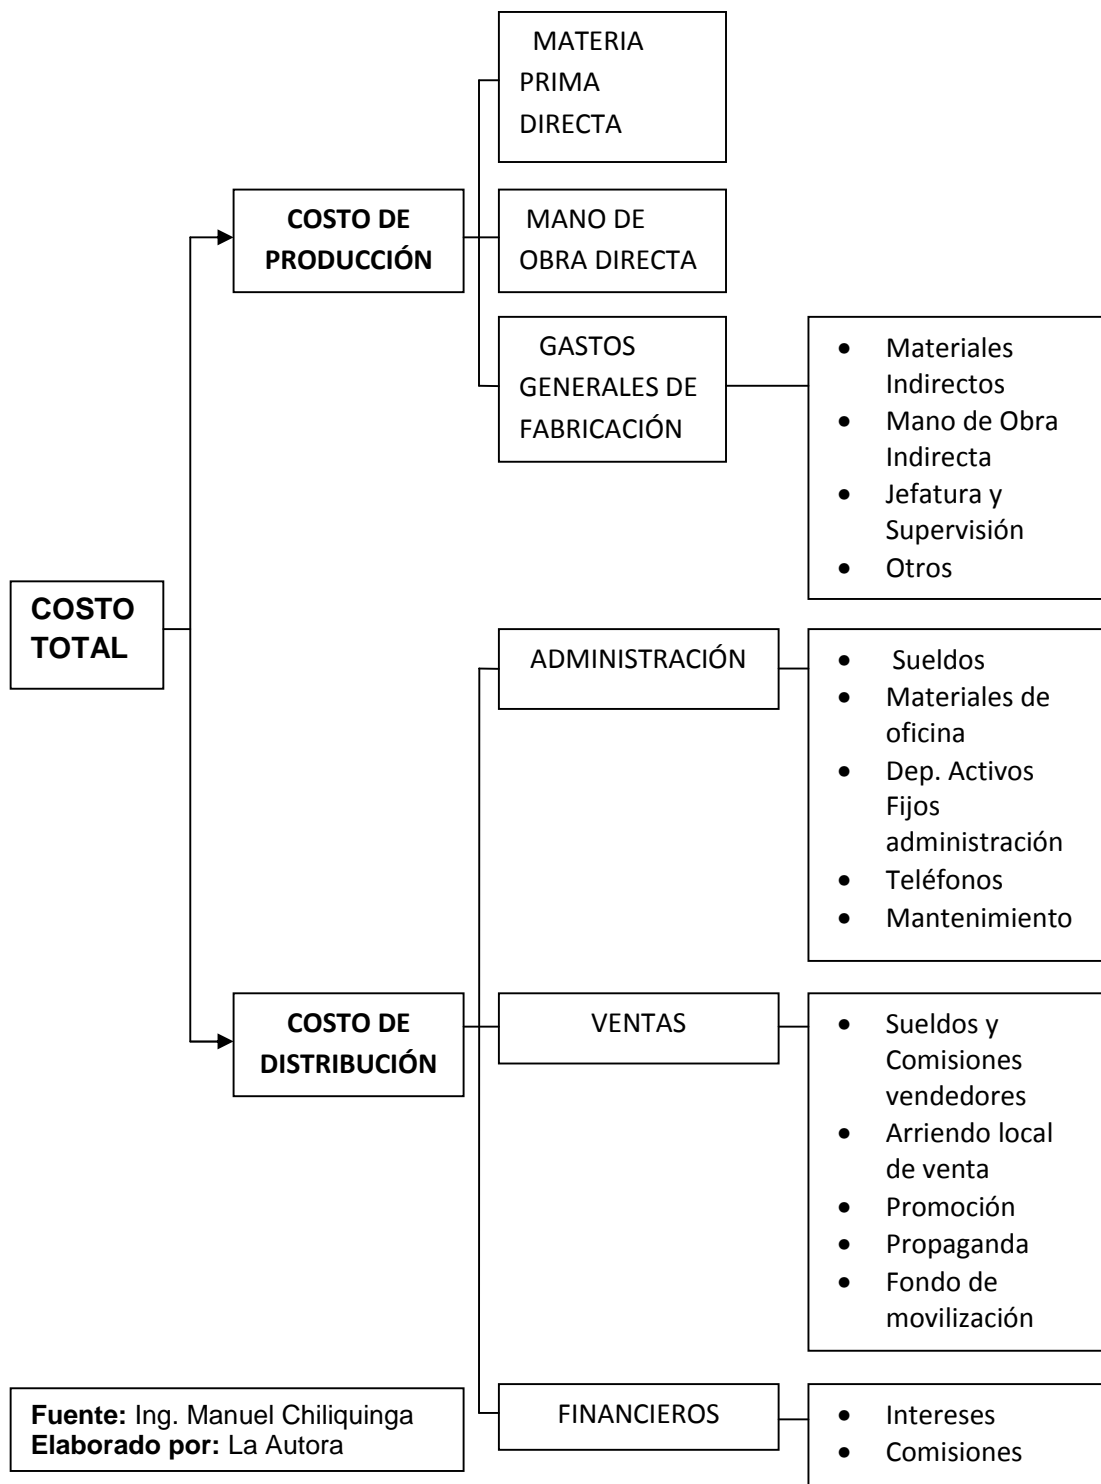 MATERIA
PRIMA
DIRECTA
COSTO DE
PRODUCCIÓN
MANO DE
OBRA DIRECTA
GASTOS
GENERALES DE
FABRICACIÓN
• Materiales
Indirectos
• Mano de Obra
Indirecta
• Jefatura y
Supervisión
• Otros
COSTO
TOTAL
ADMINISTRACIÓN
• Sueldos
• Materiales de
oficina
• Dep. Activos
Fijos
administración
• Teléfonos
• Mantenimiento
COSTO DE
DISTRIBUCIÓN
VENTAS
• Sueldos y
Comisiones
vendedores
• Arriendo local
de venta
• Promoción
• Propaganda
• Fondo de
movilización
FINANCIEROS
• Intereses
• Comisiones
Fuente: Ing. Manuel Chiliquinga
Elaborado por: La Autora